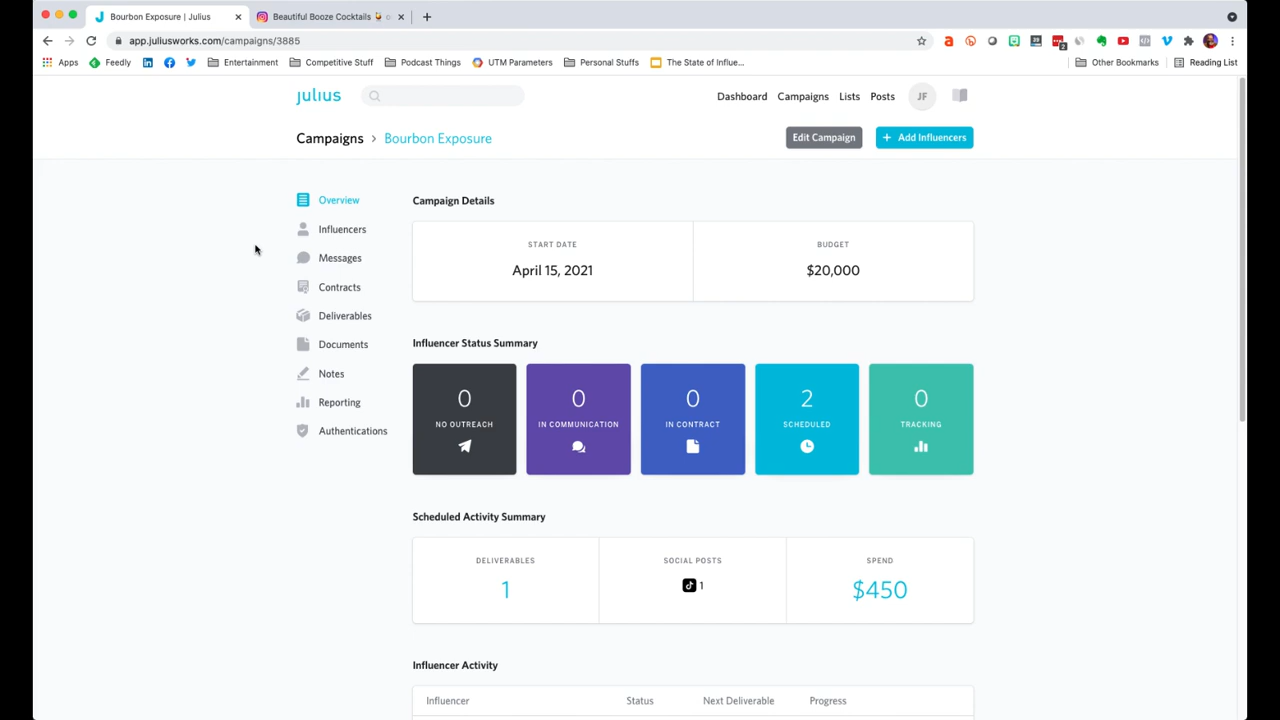 Bourbon Exposure | Julius
Beautiful Booze Cocktails
app.juliusworks.com/campaigns/3885
Apps Feedly Entertainment Competitive Stuff Podcast Things UTM Parameters Personal Stuffs The State of Influe... Other Bookmarks Reading List
julius
Dashboard Campaigns Lists Posts JF
Campaigns > Bourbon Exposure
Edit Campaign
+ Add Influencers
Overview
Influencers
Messages
Contracts
Deliverables
Documents
Notes
Reporting
Authentications
Campaign Details
START DATE
April 15, 2021
BUDGET
$20,000
Influencer Status Summary
0
NO OUTREACH
0
IN COMMUNICATION
0
IN CONTRACT
2
SCHEDULED
0
TRACKING
Scheduled Activity Summary
DELIVERABLES
1
SOCIAL POSTS
1
SPEND
$450
Influencer Activity
Influencer Status Next Deliverable Progress